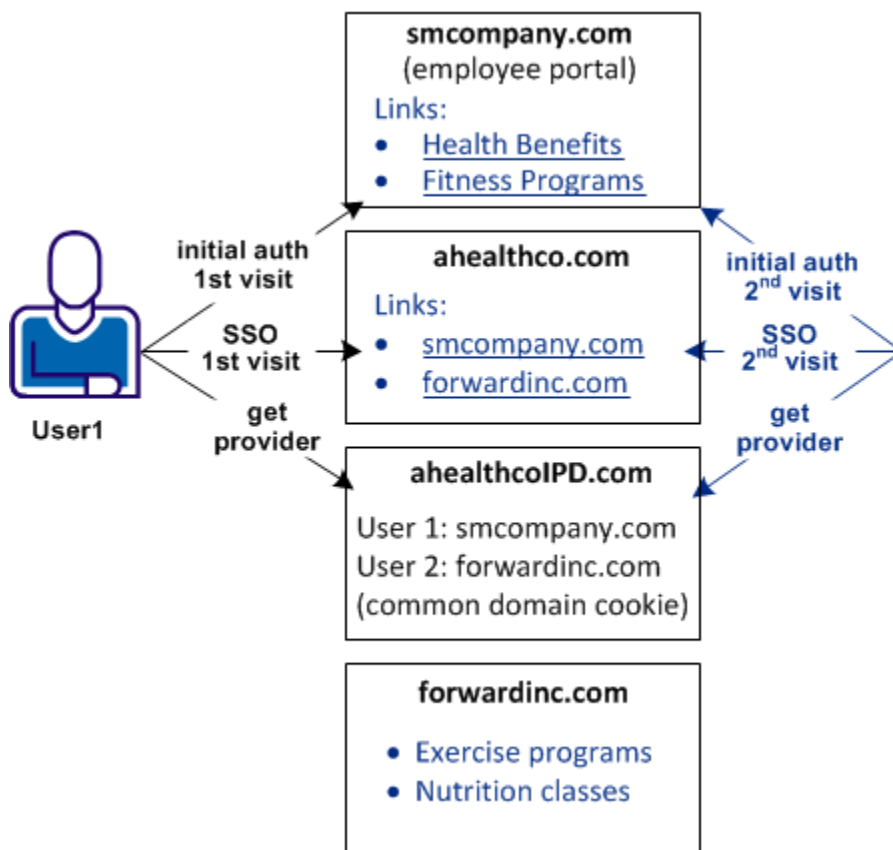 smcompany.com
(employee portal)
Links:
• Health Benefits
• Fitness Programs
initial auth
1st visit
SSO
1st visit
get
provider
User1
ahealthco.com
Links:
• smcompany.com
• forwardinc.com
initial auth
2nd visit
SSO
2nd visit
get
provider
ahealthcoIPD.com
User 1: smcompany.com
User 2: forwardinc.com
(common domain cookie)
forwardinc.com
• Exercise programs
• Nutrition classes